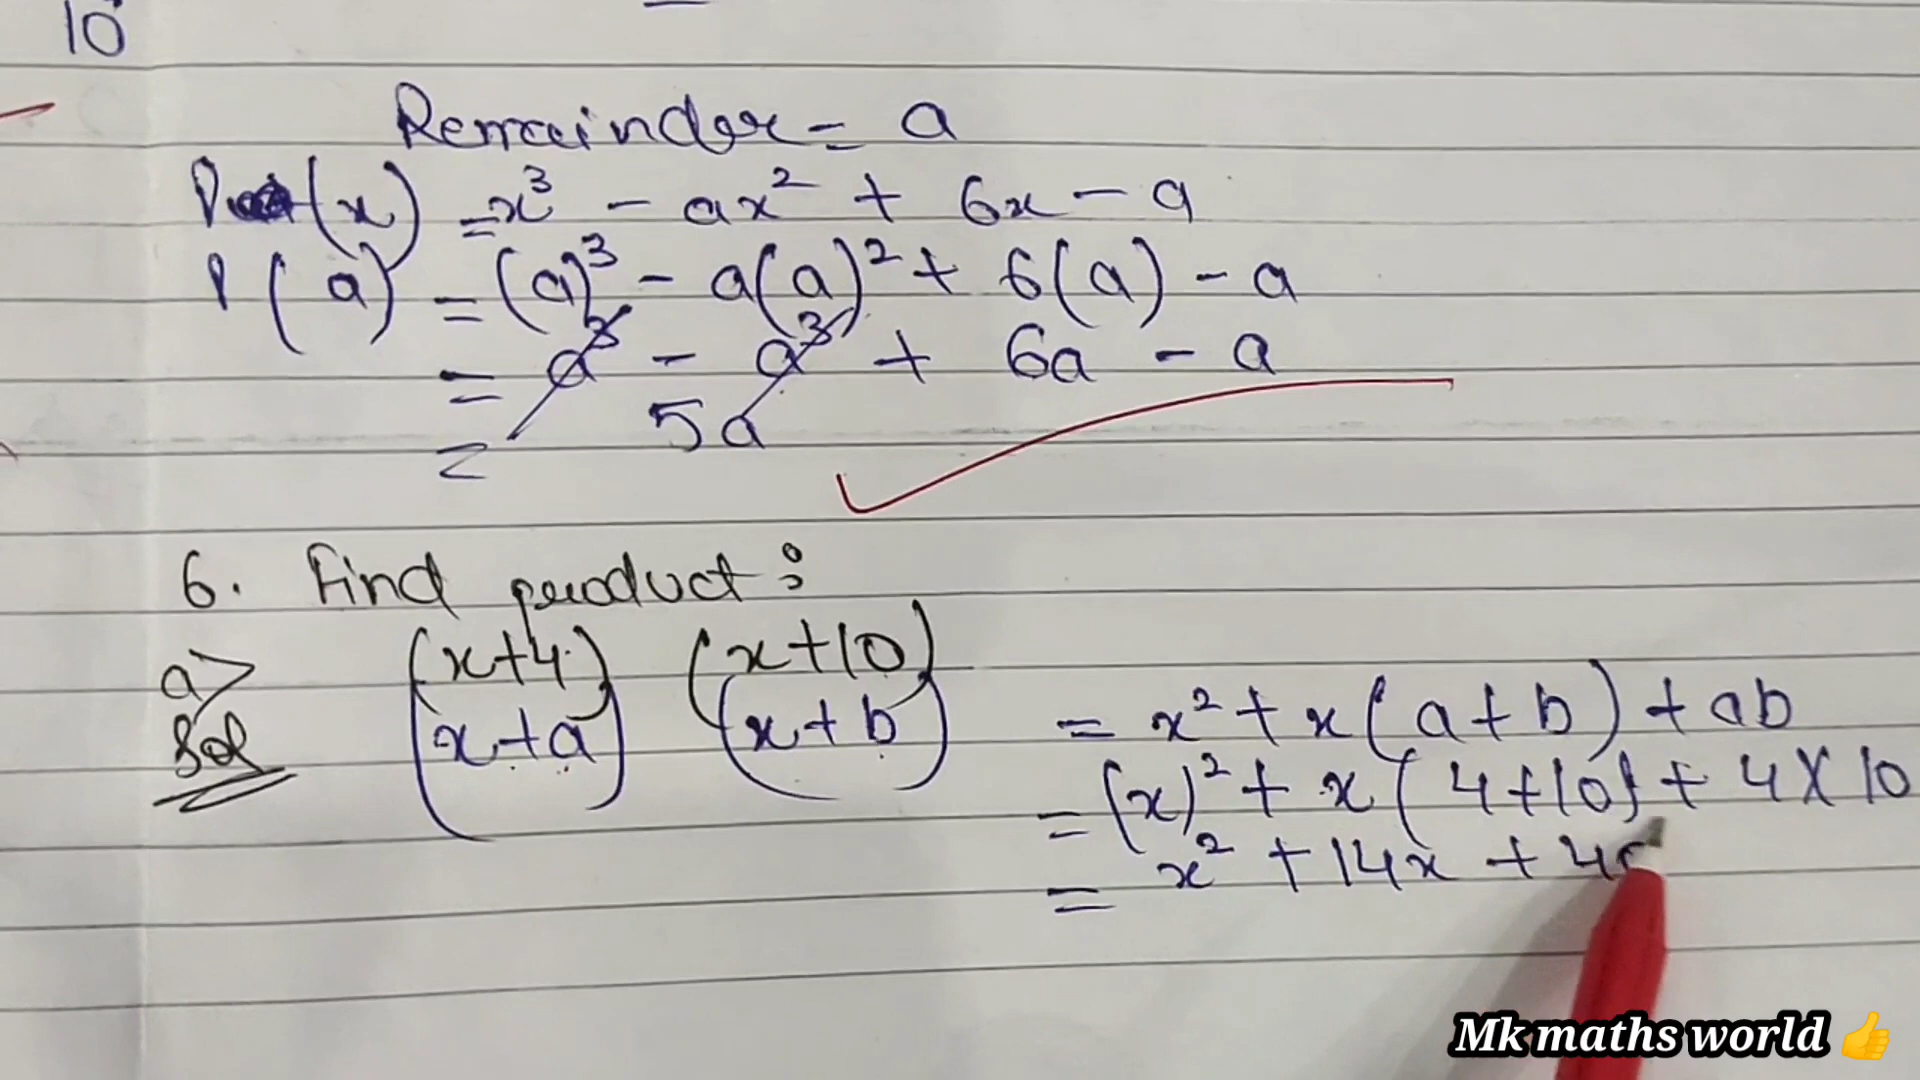 10
Remainder = a
P(x) = x³ - ax² + 6x - a
P(a) = (a)³ - a(a)² + 6(a) - a
= a³ - a³ + 6a - a
= 5a
6. Find product:
a> (x+4) (x+10)
Sol (x+a) (x+b) = x² + x(a+b) + ab
= (x)² + x(4+10) + 4×10
= x² + 14x + 40
Mk maths world 👍